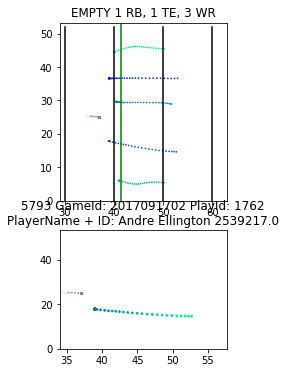 EMPTY 1 RB, 1 TE, 3 WR
50
40
30
20
10
0
30 40 50 60
5793 GameId: 2017091702 PlayId: 1762
PlayerName + ID: Andre Ellington 2539217.0
40
20
0
35 40 45 50 55